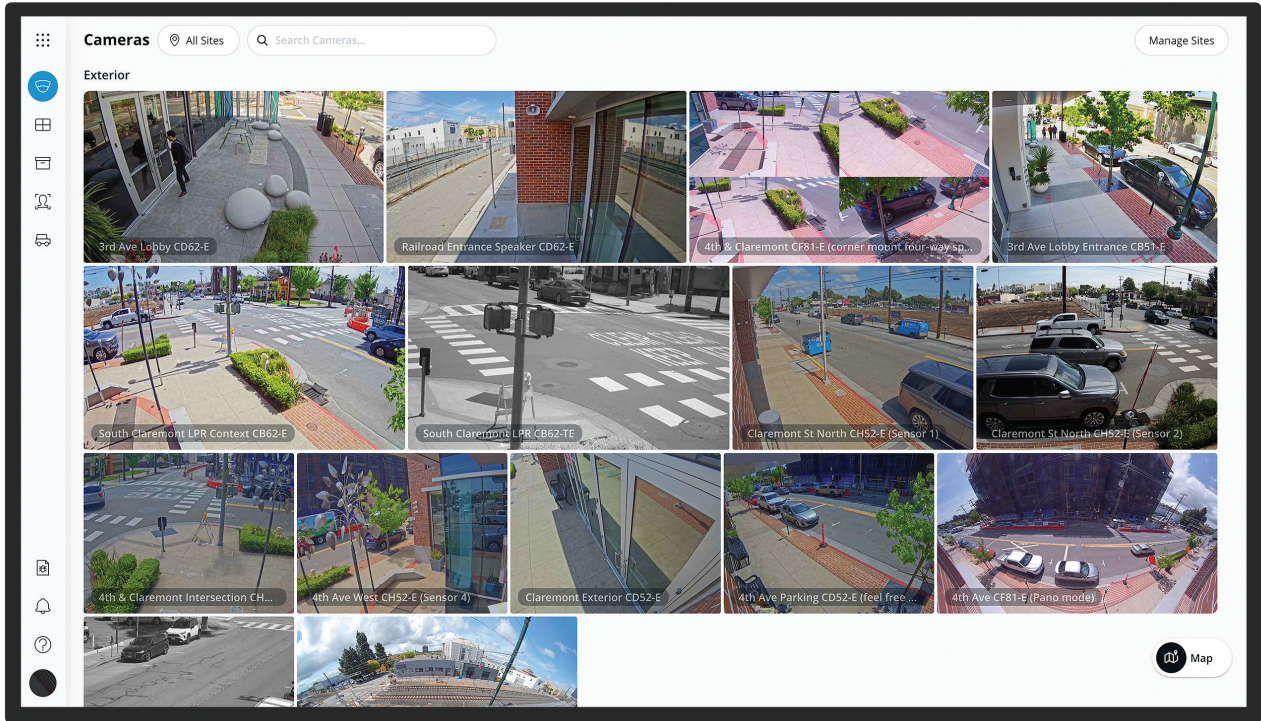 Cameras
All Sites
Search Cameras...
Manage Sites
Exterior
3rd Ave Lobby CD62-E
Railroad Entrance Speaker CD62-E
4th & Claremont CF81-E (corner mount four-way sp...
3rd Ave Lobby Entrance CB51-E
South Claremont LPR Context CB62-E
South Claremont LPR CB62-TE
Claremont St North CH52-E (Sensor 1)
Claremont St North CH52-E (Sensor 2)
4th & Claremont Intersection CH...
4th Ave West CH52-E (Sensor 4)
Claremont Exterior CD52-E
4th Ave Parking CD52-E (feel free ...
4th Ave CF81-E (Pano mode)
Map